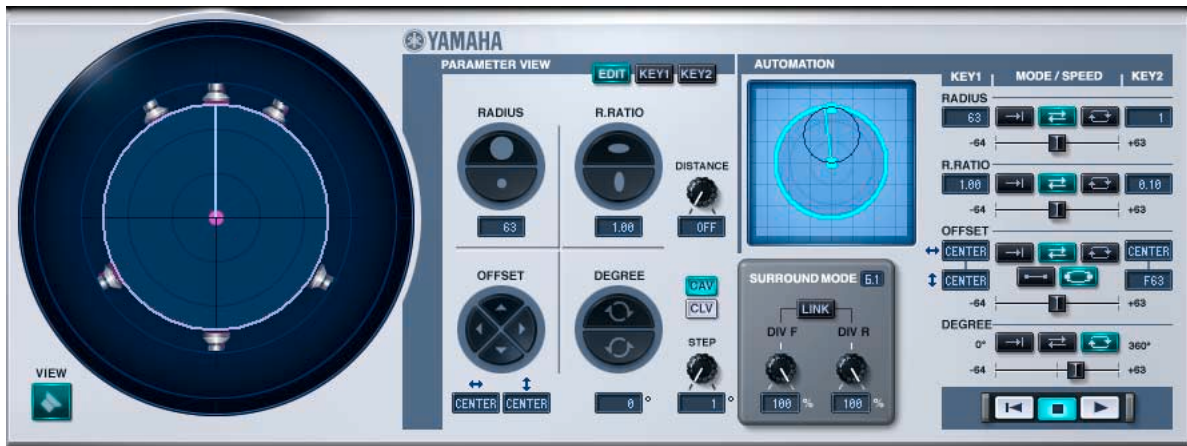 YAMAHA
PARAMETER VIEW
EDIT KEY1 KEY2
RADIUS R.RATIO
DISTANCE
63 1.00 OFF
OFFSET DEGREE
CAV
CLV
STEP
CENTER CENTER 0° 1°
VIEW
AUTOMATION
SURROUND MODE 6.1
LINK
DIV F DIV R
100 % 100 %
KEY1 MODE / SPEED KEY2
RADIUS
63 1
-64 +63
R.RATIO
1.00 0.10
-64 +63
OFFSET
CENTER CENTER
CENTER F63
-64 +63
DEGREE
0° 360°
-64 +63